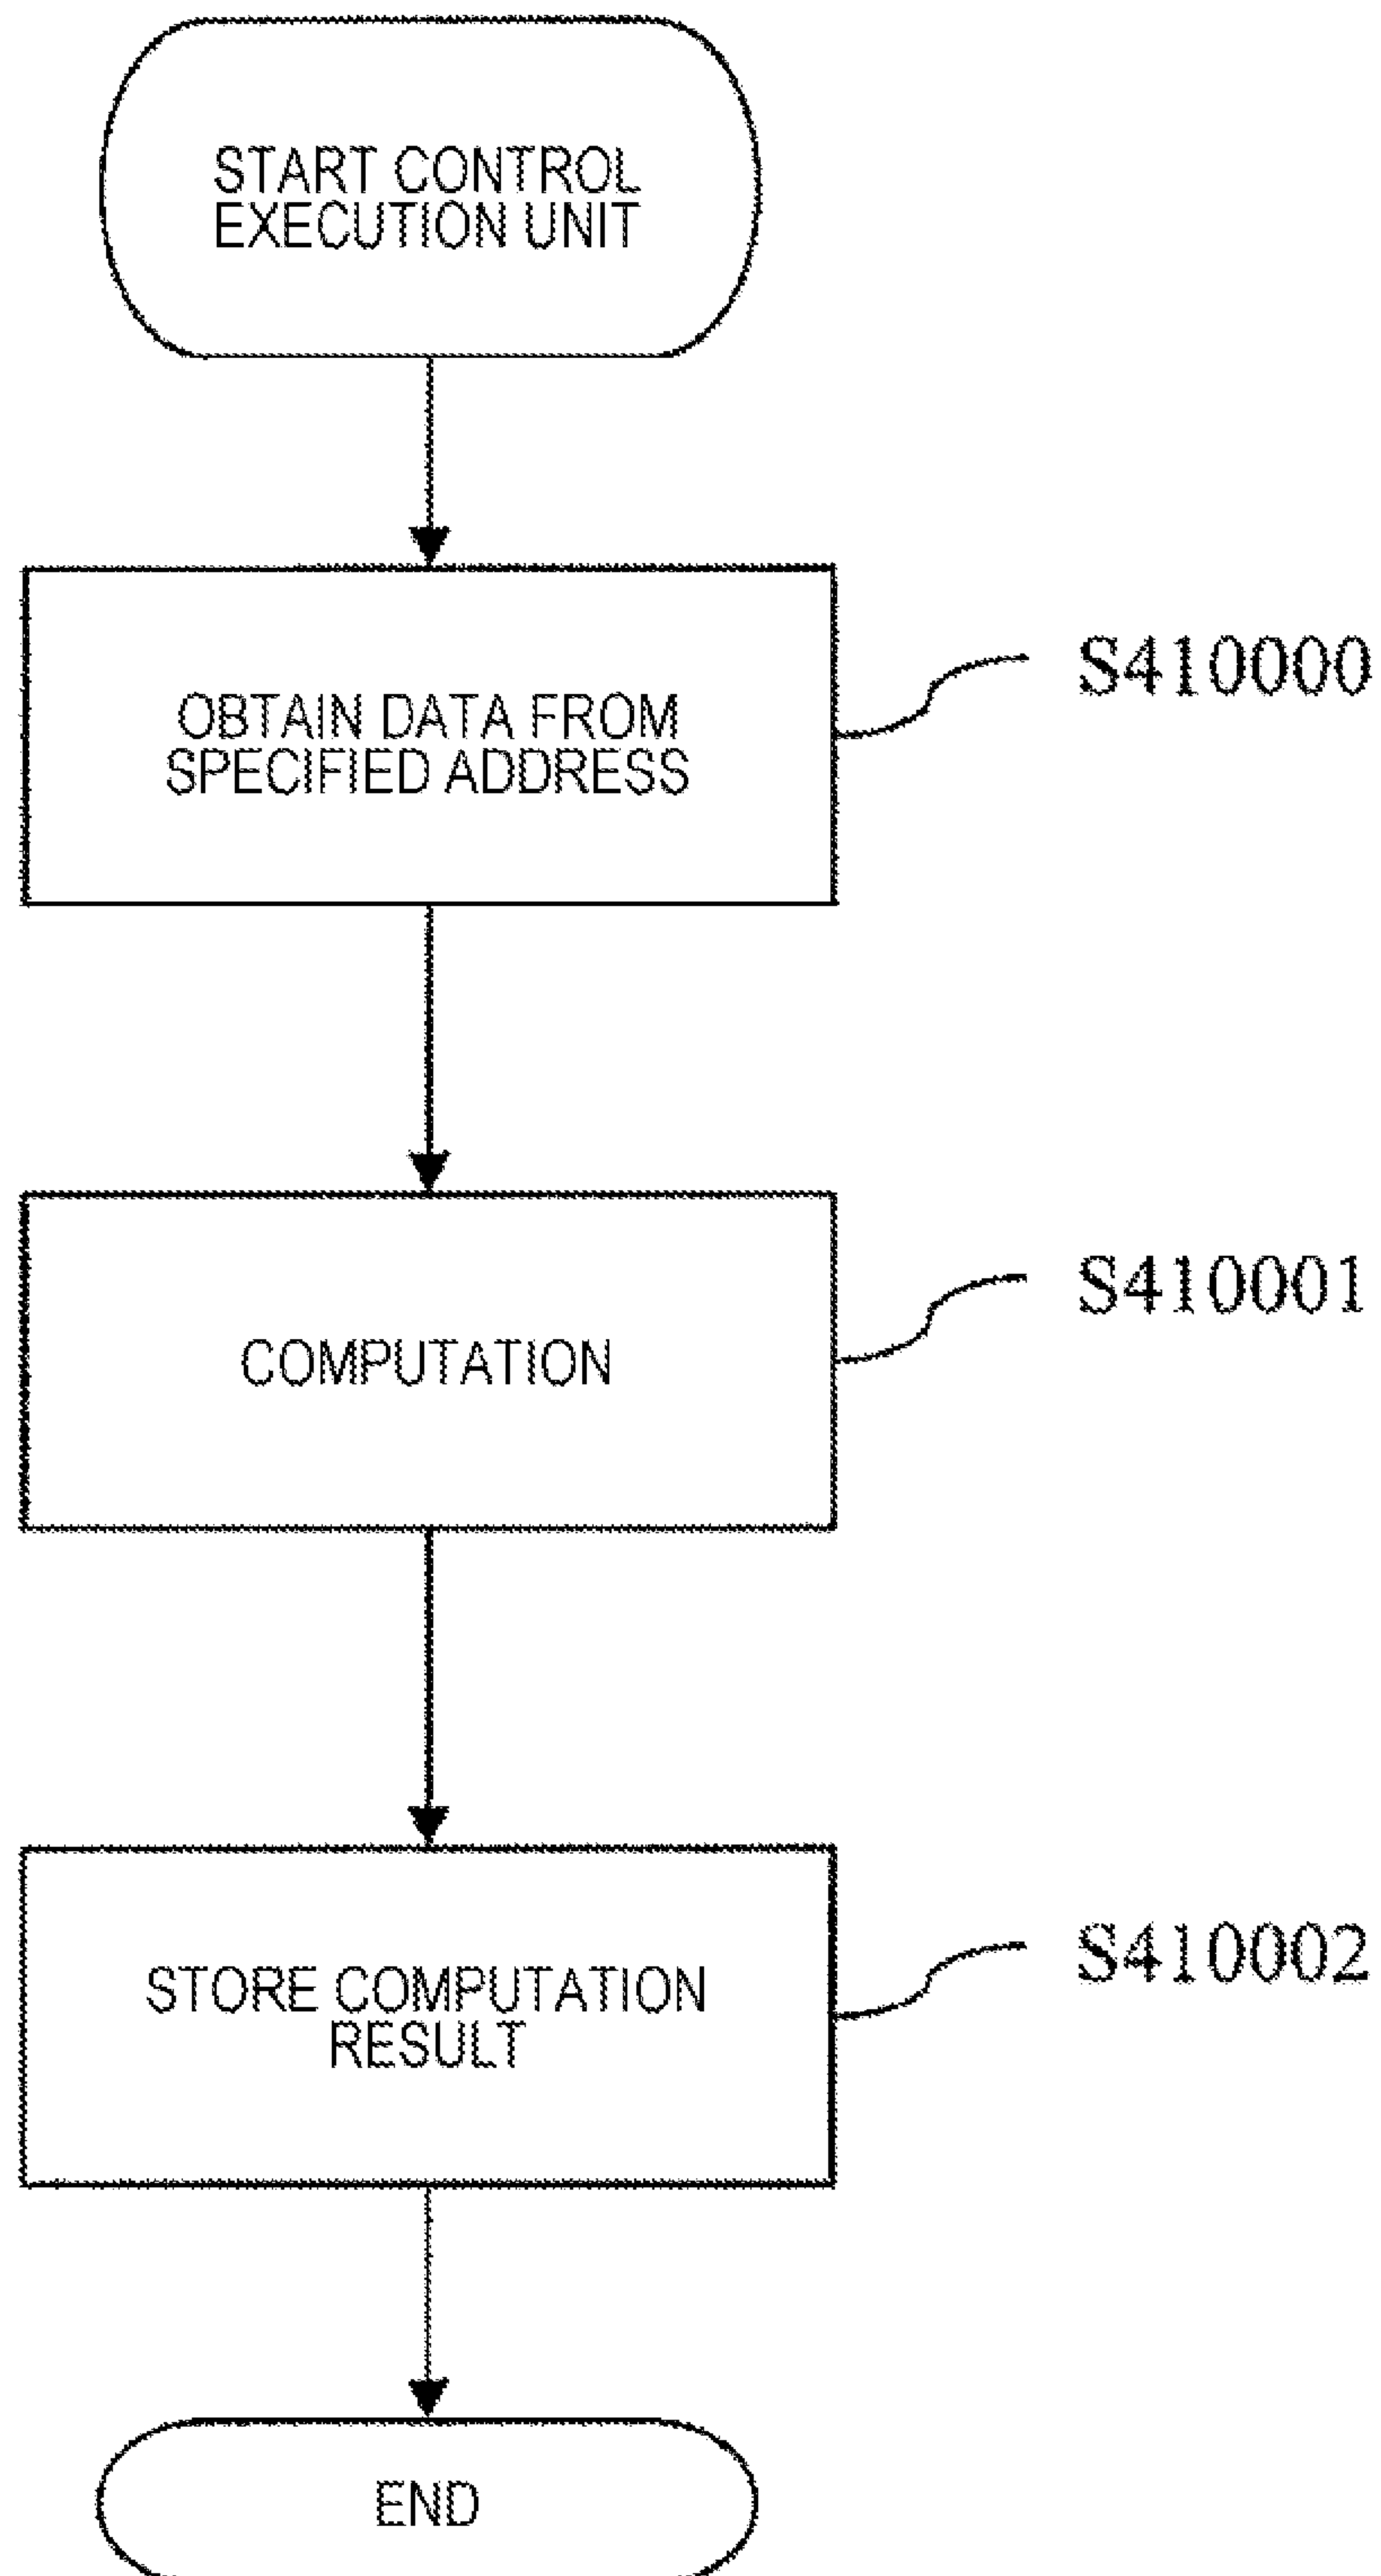 START CONTROL
EXECUTION UNIT
OBTAIN DATA FROM
SPECIFIED ADDRESS
S410000
COMPUTATION
S410001
STORE COMPUTATION
RESULT
S410002
END